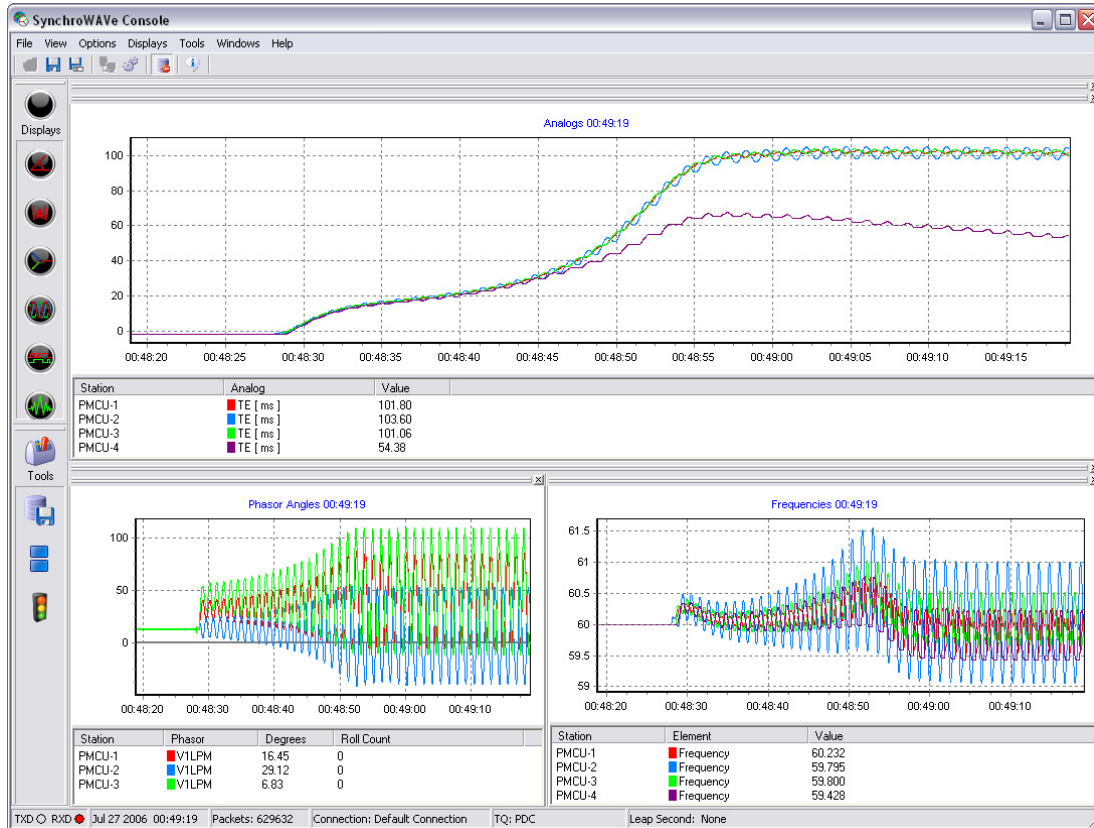 SynchroWAVe Console
File View Options Displays Tools Windows Help
Displays
Tools
Analogs 00:49:19
100
80
60
40
20
0
00:48:20 00:48:25 00:48:30 00:48:35 00:48:40 00:48:45 00:48:50 00:48:55 00:49:00 00:49:05 00:49:10 00:49:15
Station Analog Value
PMCU-1 TE [ ms ] 101.80
PMCU-2 TE [ ms ] 103.60
PMCU-3 TE [ ms ] 101.06
PMCU-4 TE [ ms ] 54.38
Phasor Angles 00:49:19
100
50
0
00:48:20 00:48:30 00:48:40 00:48:50 00:49:00 00:49:10
Station Phasor Degrees Roll Count
PMCU-1 V1LPM 16.45 0
PMCU-2 V1LPM 29.12 0
PMCU-3 V1LPM 6.83 0
Frequencies 00:49:19
61.5
61
60.5
60
59.5
59
00:48:20 00:48:30 00:48:40 00:48:50 00:49:00 00:49:10
Station Element Value
PMCU-1 Frequency 60.232
PMCU-2 Frequency 59.795
PMCU-3 Frequency 59.800
PMCU-4 Frequency 59.428
TXD RXD Jul 27 2006 00:49:19 Packets: 629632 Connection: Default Connection TQ: PDC Leap Second: None